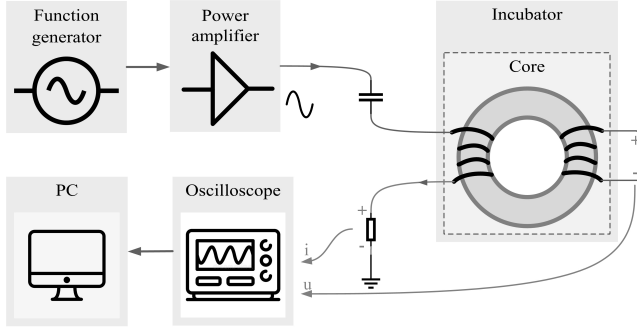 Function
generator
Power
amplifier
Incubator
Core
+
-
PC
Oscilloscope
+
-
i
u